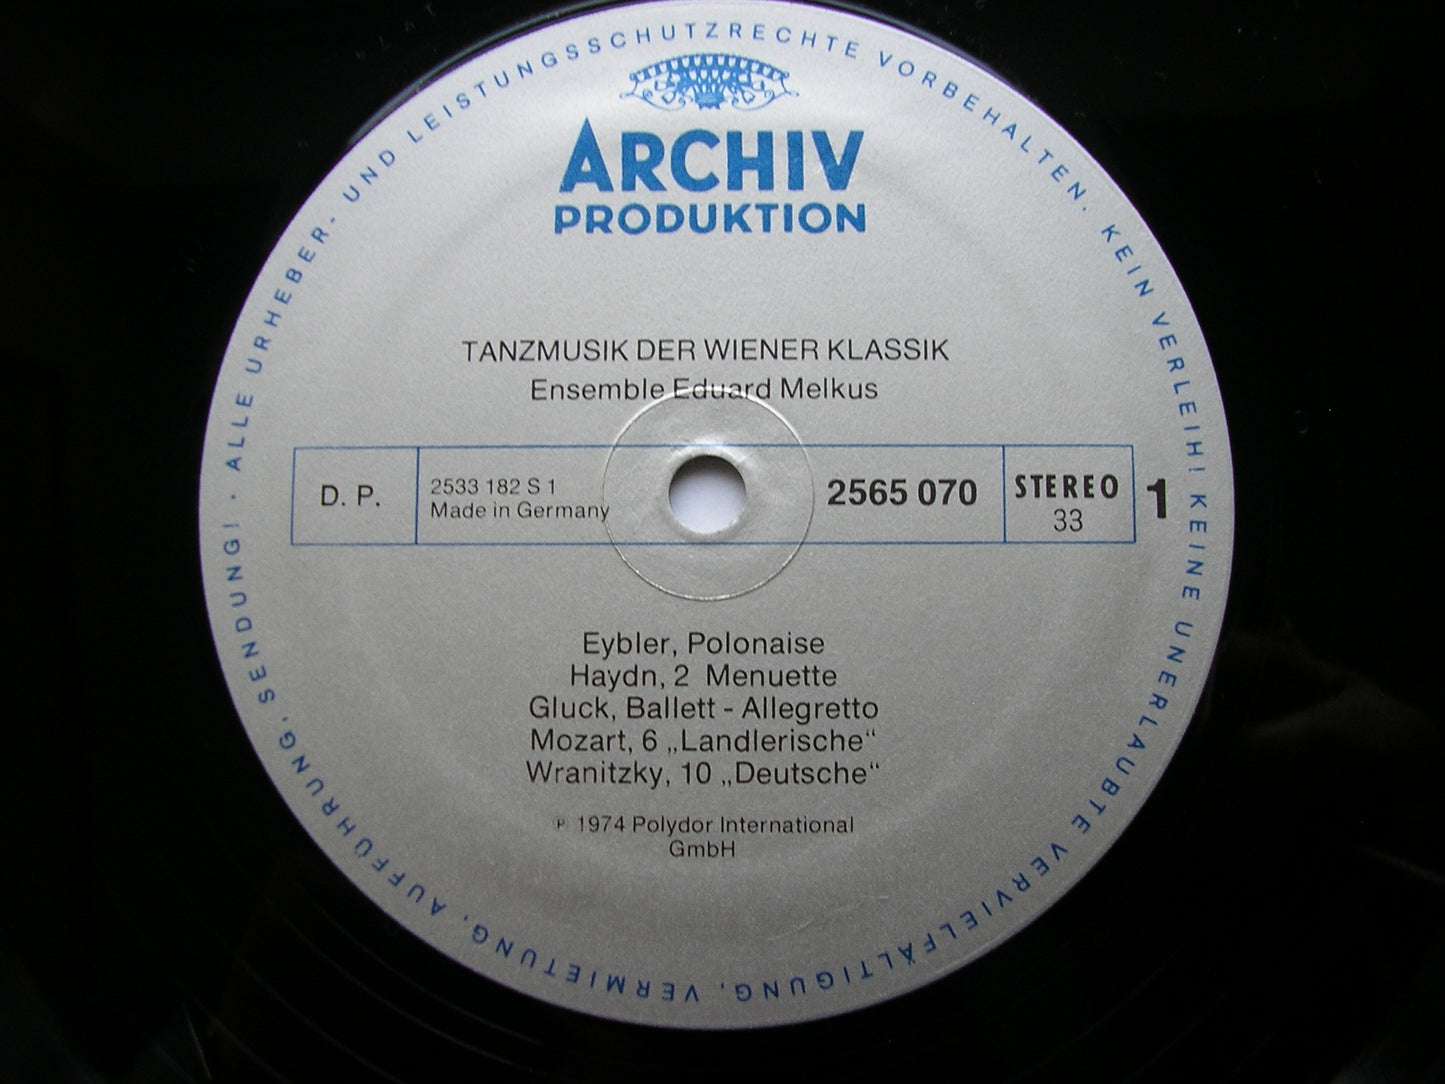 ALLE URHEBER- UND LEISTUNGSSCHUTZRECHTE VORBEHALTEN. KEIN VERLEIH! KEINE UNERLAUBTE VERVIELFÄLTIGUNG, VERMIETUNG, AUFFÜHRUNG, SENDUNG! ·
ARCHIV
PRODUKTION
TANZMUSIK DER WIENER KLASSIK
Ensemble Eduard Melkus
D. P.
2533 182 S 1
Made in Germany
2565 070
STEREO
33
1
Eybler, Polonaise
Haydn, 2 Menuette
Gluck, Ballett - Allegretto
Mozart, 6 „Landlerische“
Wranitzky, 10 „Deutsche“
℗ 1974 Polydor International
GmbH